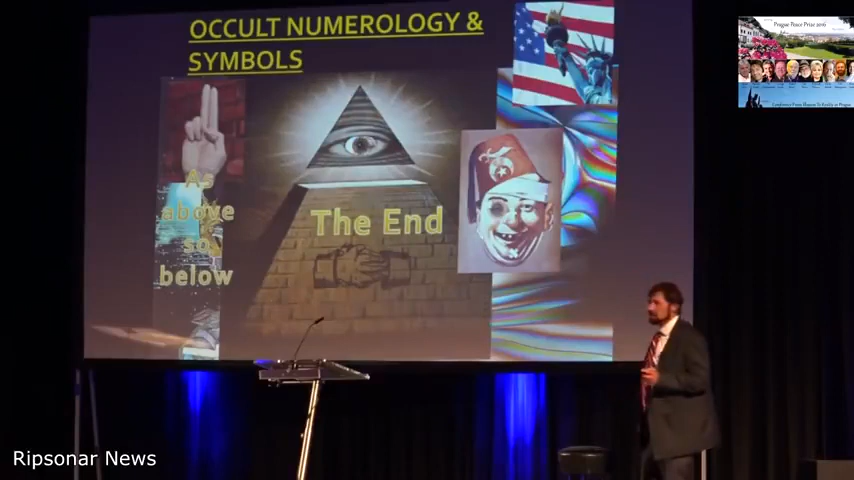 OCCULT NUMEROLOGY &
SYMBOLS
As
above
so
below
The End
Prague Peace Prize 2016
Ripsonar News